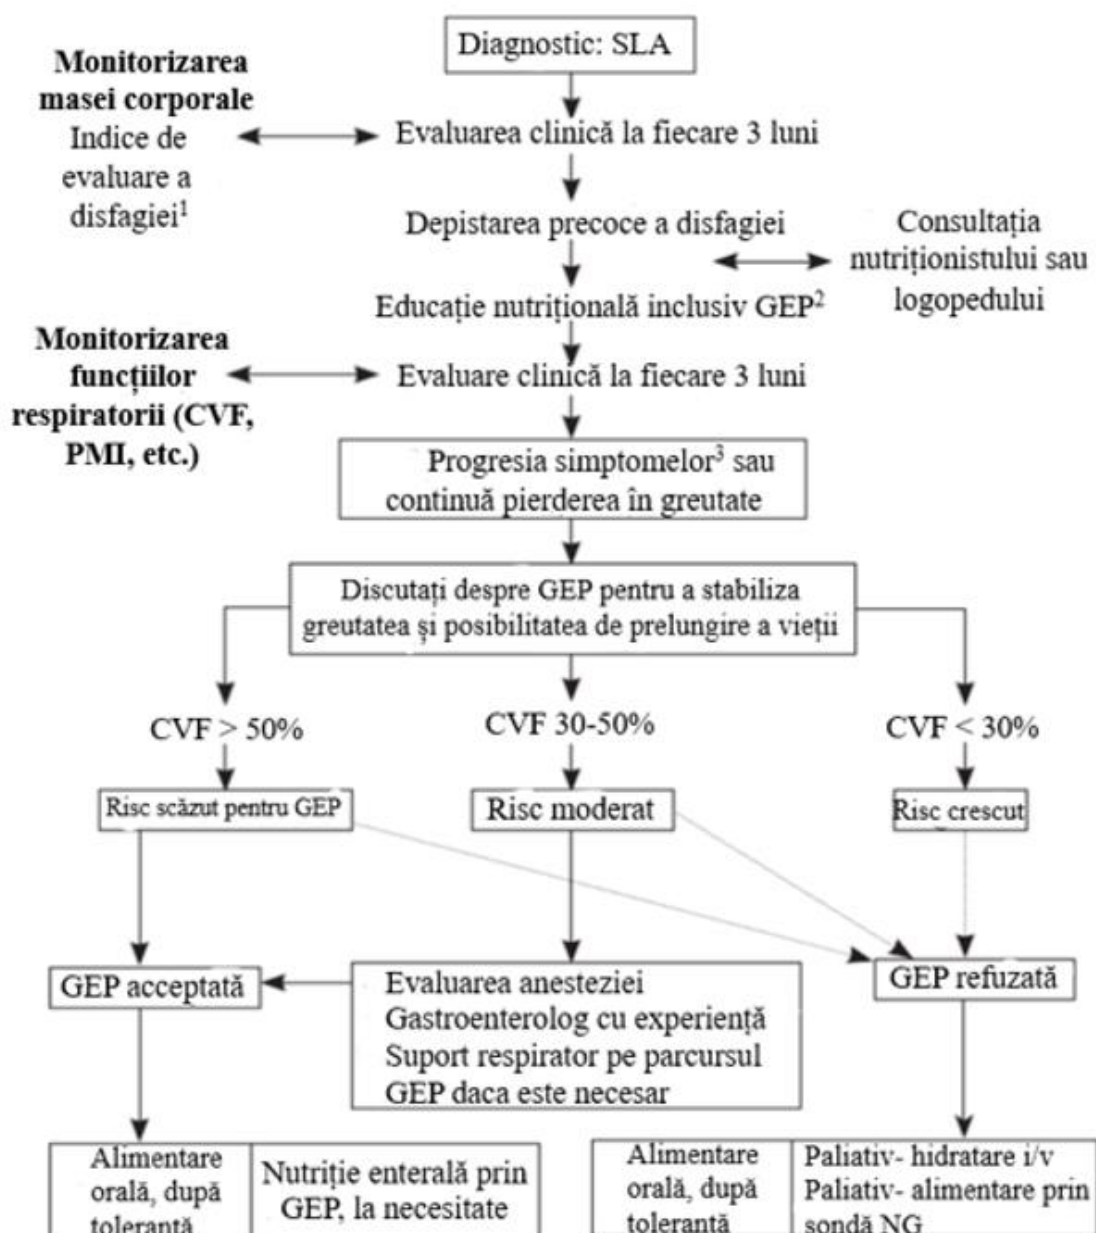 Diagnostic: SLA
Monitorizarea
masei corporale
Indice de
evaluare a
disfagiei¹
Evaluarea clinică la fiecare 3 luni
Depistarea precoce a disfagiei
Consultația
nutriționistului sau
logopedului
Educație nutrițională inclusiv GEP²
Monitorizarea
funcțiilor
respiratorii (CVF,
PMI, etc.)
Evaluare clinică la fiecare 3 luni
Progresia simptomelor³ sau
continuă pierderea în greutate
Discutați despre GEP pentru a stabiliza
greutatea și posibilitatea de prelungire a vieții
CVF > 50%
CVF 30-50%
CVF < 30%
Risc scăzut pentru GEP
Risc moderat
Risc crescut
GEP acceptată
Evaluarea anesteziei
Gastroenterolog cu experiență
Suport respirator pe parcursul
GEP daca este necesar
GEP refuzată
Alimentare
orală, după
toleranță
Nutriție enterală prin
GEP, la necesitate
Alimentare
orală, după
toleranță
Paliativ- hidratare i/v
Paliativ- alimentare prin
sondă NG